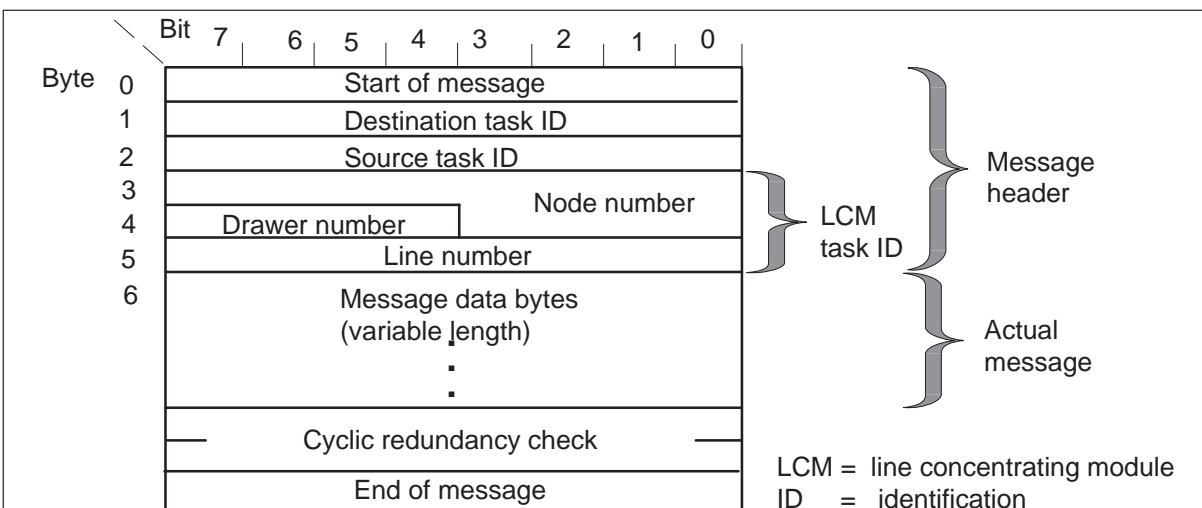 Bit 7 6 5 4 3 2 1 0
Byte 0 Start of message
1 Destination task ID
2 Source task ID
3
Node number
4 Drawer number
5 Line number
LCM
task ID
Message
header
6 Message data bytes
(variable length)
Actual
message
Cyclic redundancy check
End of message
LCM = line concentrating module
ID = identification